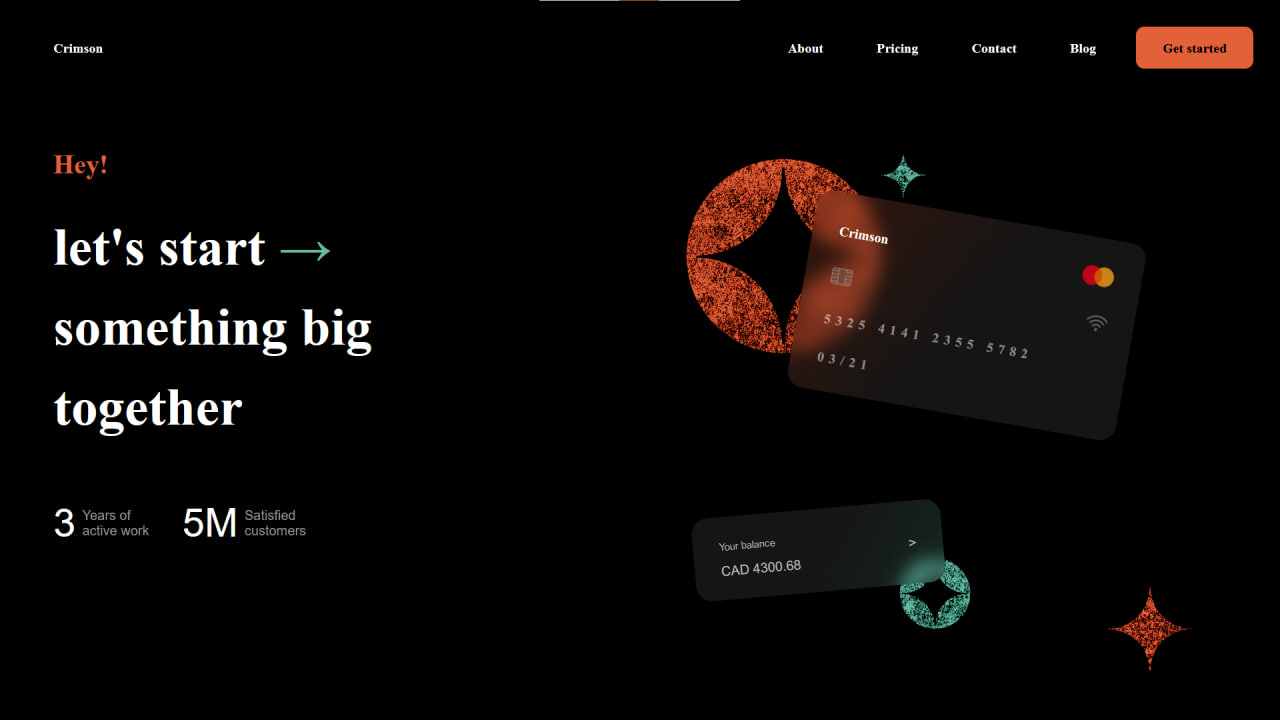 Crimson
About
Pricing
Contact
Blog
Get started
Hey!
let's start →
something big
together
3
Years of
active work
5M
Satisfied
customers
Crimson
5325 4141 2355 5782
03/21
Your balance
>
CAD 4300.68